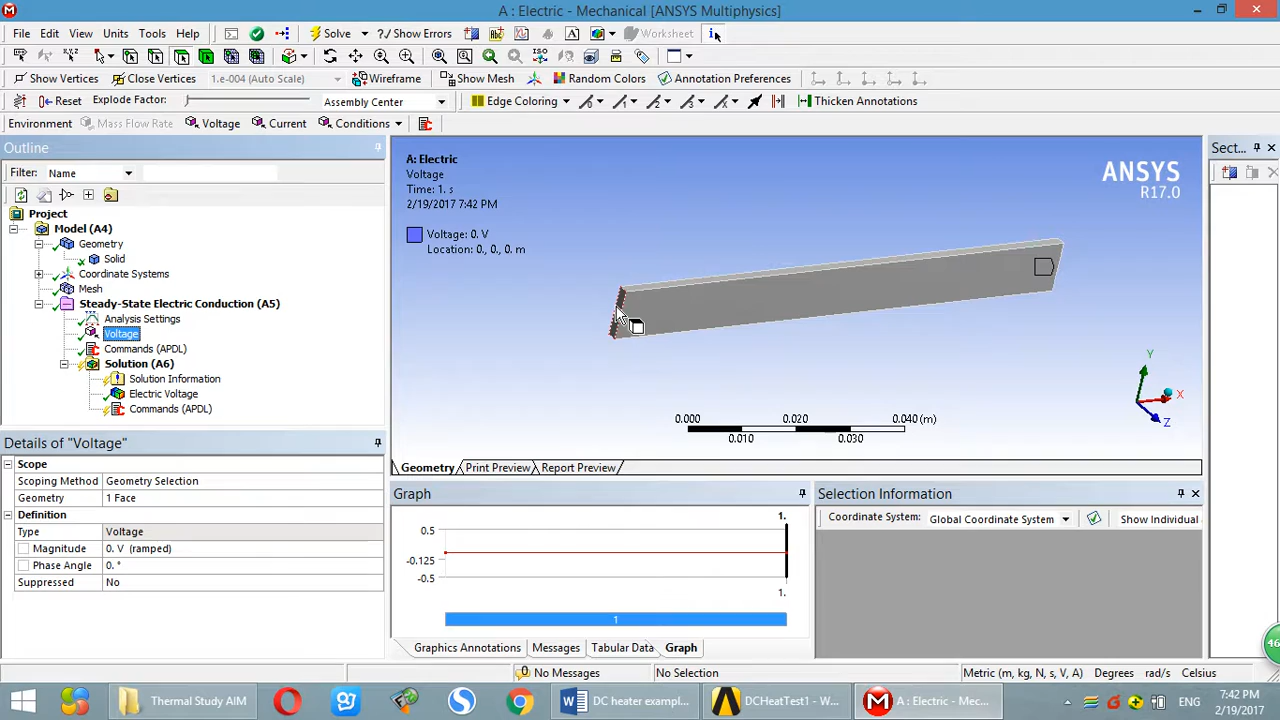 A : Electric - Mechanical [ANSYS Multiphysics]
File Edit View Units Tools Help Solve ?/ Show Errors Worksheet
Show Vertices Close Vertices 1.e-004 (Auto Scale) Wireframe Show Mesh Random Colors Annotation Preferences
Reset Explode Factor: Assembly Center Edge Coloring Thicken Annotations
Environment Mass Flow Rate Voltage Current Conditions
Outline
Filter: Name
Project
Model (A4)
Geometry
Solid
Coordinate Systems
Mesh
Steady-State Electric Conduction (A5)
Analysis Settings
Voltage
Commands (APDL)
Solution (A6)
Solution Information
Electric Voltage
Commands (APDL)
Details of "Voltage"
Scope
Scoping Method Geometry Selection
Geometry 1 Face
Definition
Type Voltage
Magnitude 0. V (ramped)
Phase Angle 0. °
Suppressed No
A: Electric
Voltage
Time: 1. s
2/19/2017 7:42 PM
Voltage: 0. V
Location: 0., 0., 0. m
ANSYS
R17.0
Y
X
Z
0.000 0.020 0.040 (m)
0.010 0.030
Geometry Print Preview Report Preview
Sect...
Graph
1.
0.5
-0.125
-0.5
1.
1
Graphics Annotations Messages Tabular Data Graph
Selection Information
Coordinate System: Global Coordinate System Show Individual
No Messages No Selection Metric (m, kg, N, s, V, A) Degrees rad/s Celsius
46
Thermal Study AIM DC heater exampl... DCHeatTest1 - W... A : Electric - Mec... ENG 7:42 PM
2/19/2017